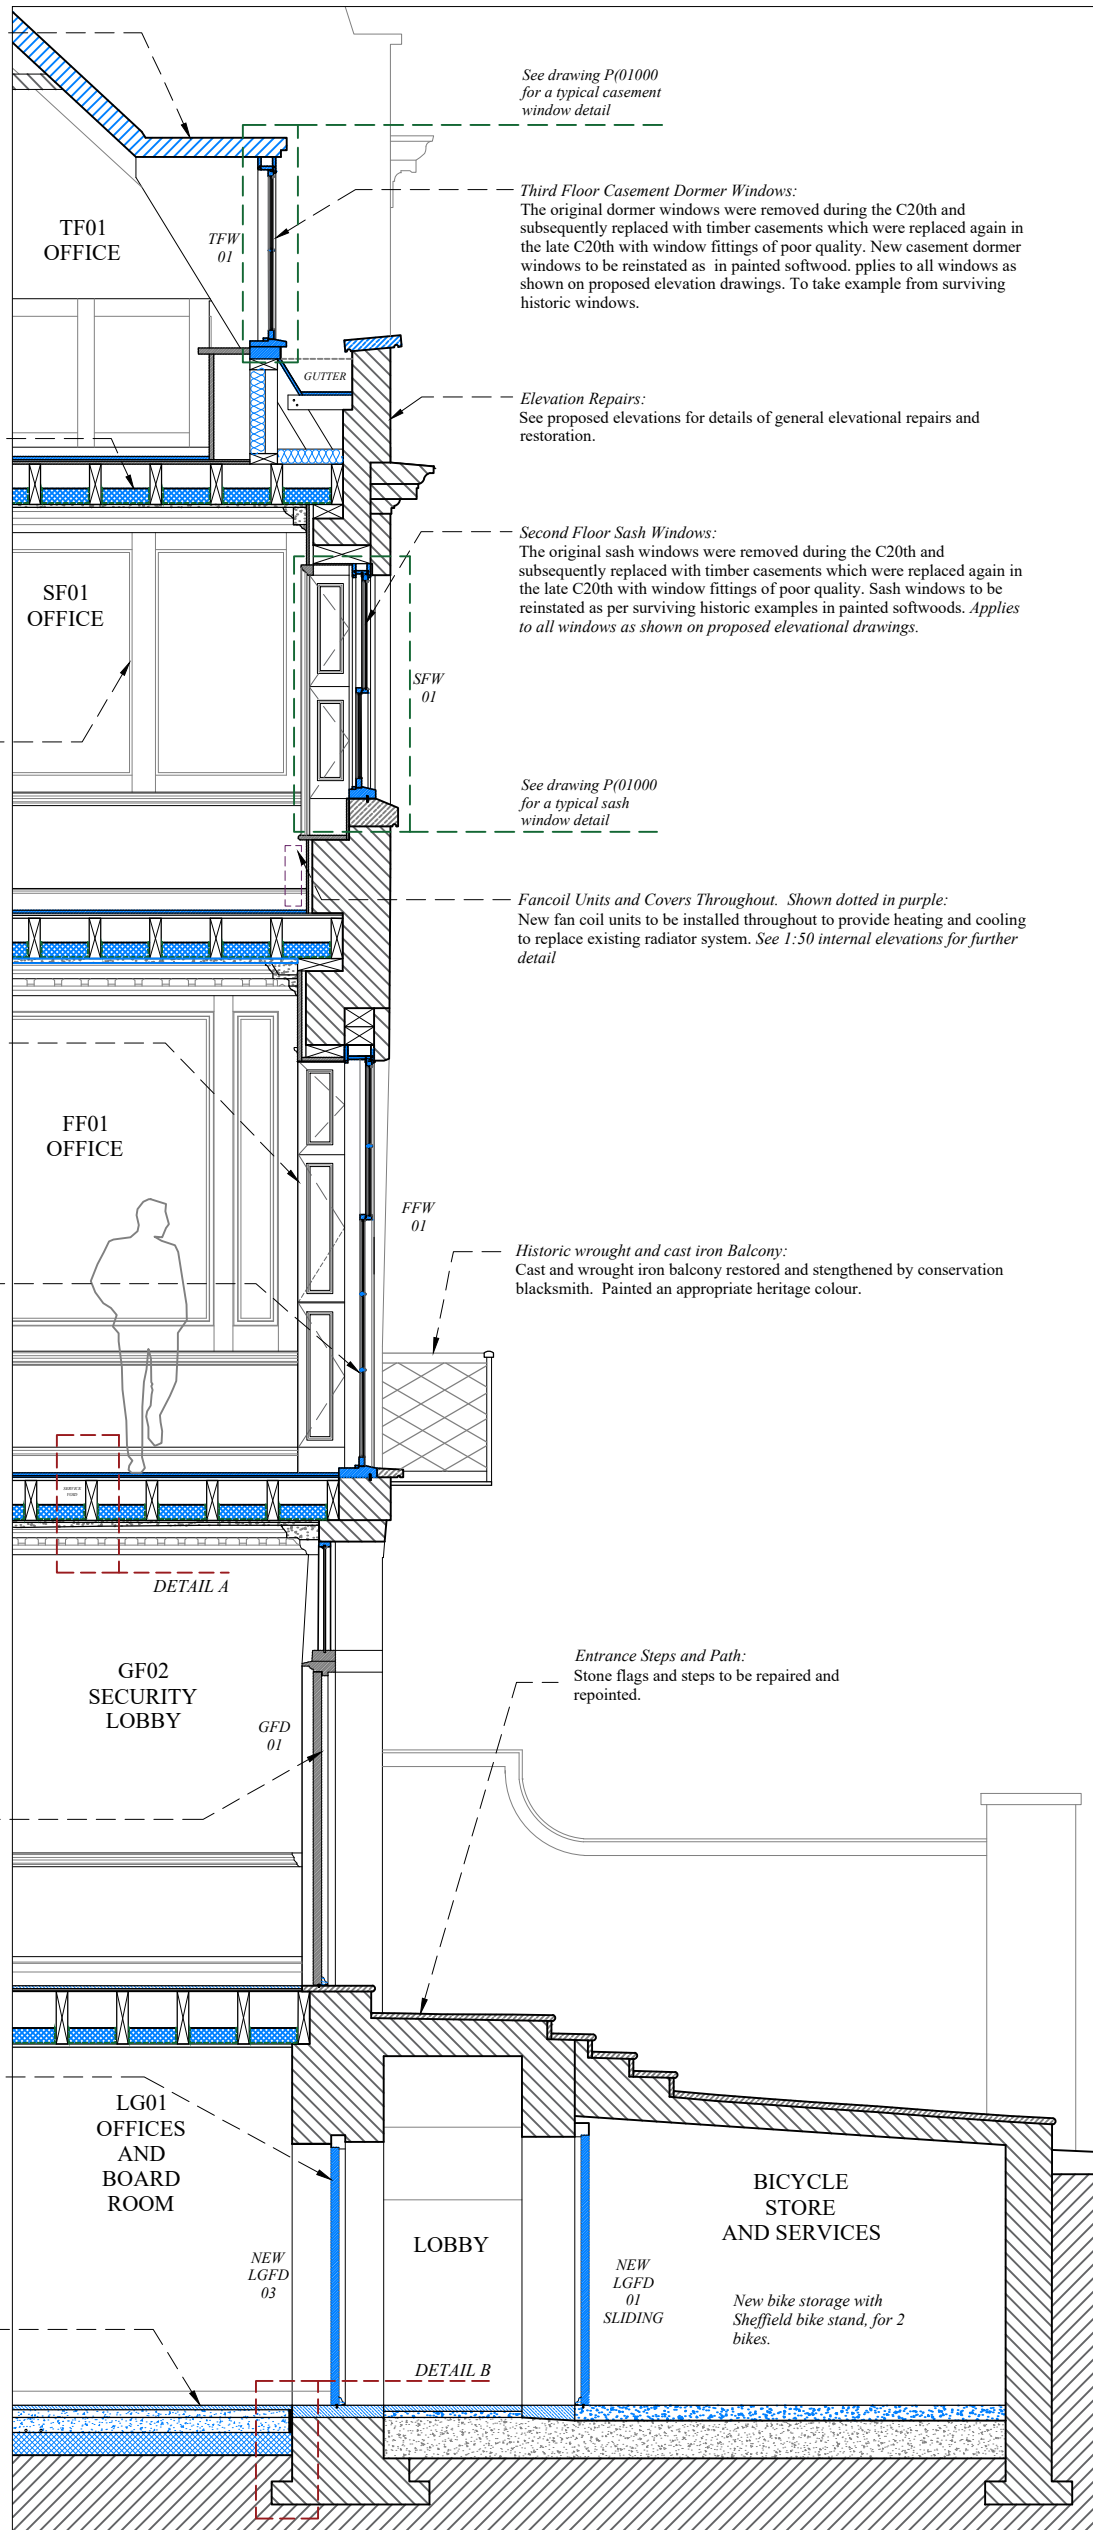 See drawing P(01000
for a typical casement
window detail
Third Floor Casement Dormer Windows:
The original dormer windows were removed during the C20th and
subsequently replaced with timber casements which were replaced again in
the late C20th with window fittings of poor quality. New casement dormer
windows to be reinstated as  in painted softwood. pplies to all windows as
shown on proposed elevation drawings. To take example from surviving
historic windows.
TF01
OFFICE
TFW
01
GUTTER
Elevation Repairs:
See proposed elevations for details of general elevational repairs and
restoration.
Second Floor Sash Windows:
The original sash windows were removed during the C20th and
subsequently replaced with timber casements which were replaced again in
the late C20th with window fittings of poor quality. Sash windows to be
reinstated as per surviving historic examples in painted softwoods. Applies
to all windows as shown on proposed elevational drawings.
SF01
OFFICE
SFW
01
See drawing P(01000
for a typical sash
window detail
Fancoil Units and Covers Throughout.  Shown dotted in purple:
New fan coil units to be installed throughout to provide heating and cooling
to replace existing radiator system. See 1:50 internal elevations for further
detail
FF01
OFFICE
FFW
01
Historic wrought and cast iron Balcony:
Cast and wrought iron balcony restored and stengthened by conservation
blacksmith.  Painted an appropriate heritage colour.
SERVICE
VOID
DETAIL A
GF02
SECURITY
LOBBY
GFD
01
Entrance Steps and Path:
Stone flags and steps to be repaired and
repointed.
LG01
OFFICES
AND
BOARD
ROOM
NEW
LGFD
03
LOBBY
BICYCLE
STORE
AND SERVICES
NEW
LGFD
01
SLIDING
New bike storage with
Sheffield bike stand, for 2
bikes.
DETAIL B